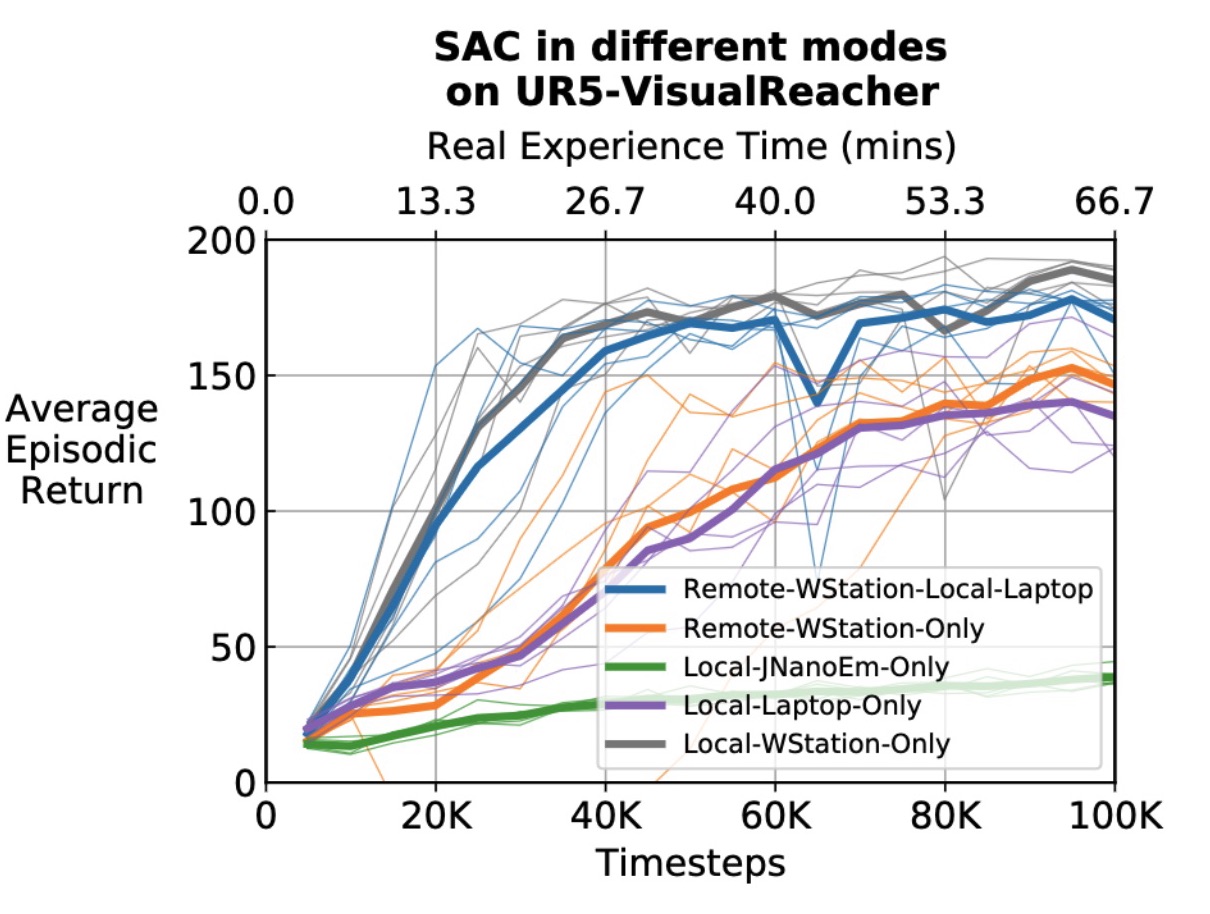 SAC in different modes
on UR5-VisualReacher
Real Experience Time (mins)
0.0 13.3 26.7 40.0 53.3 66.7
200
150
100
50
0
Average
Episodic
Return
Remote-WStation-Local-Laptop
Remote-WStation-Only
Local-JNanoEm-Only
Local-Laptop-Only
Local-WStation-Only
0 20K 40K 60K 80K 100K
Timesteps